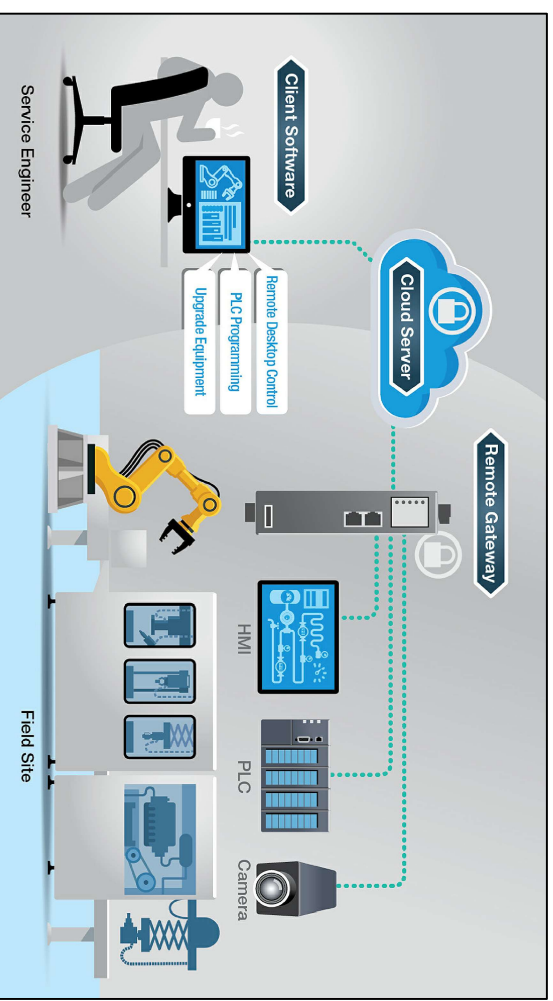 Client Software
Cloud Server
Remote Gateway
Remote Desktop Control
PLC Programming
Upgrade Equipment
HMI
PLC
Camera
Service Engineer
Field Site